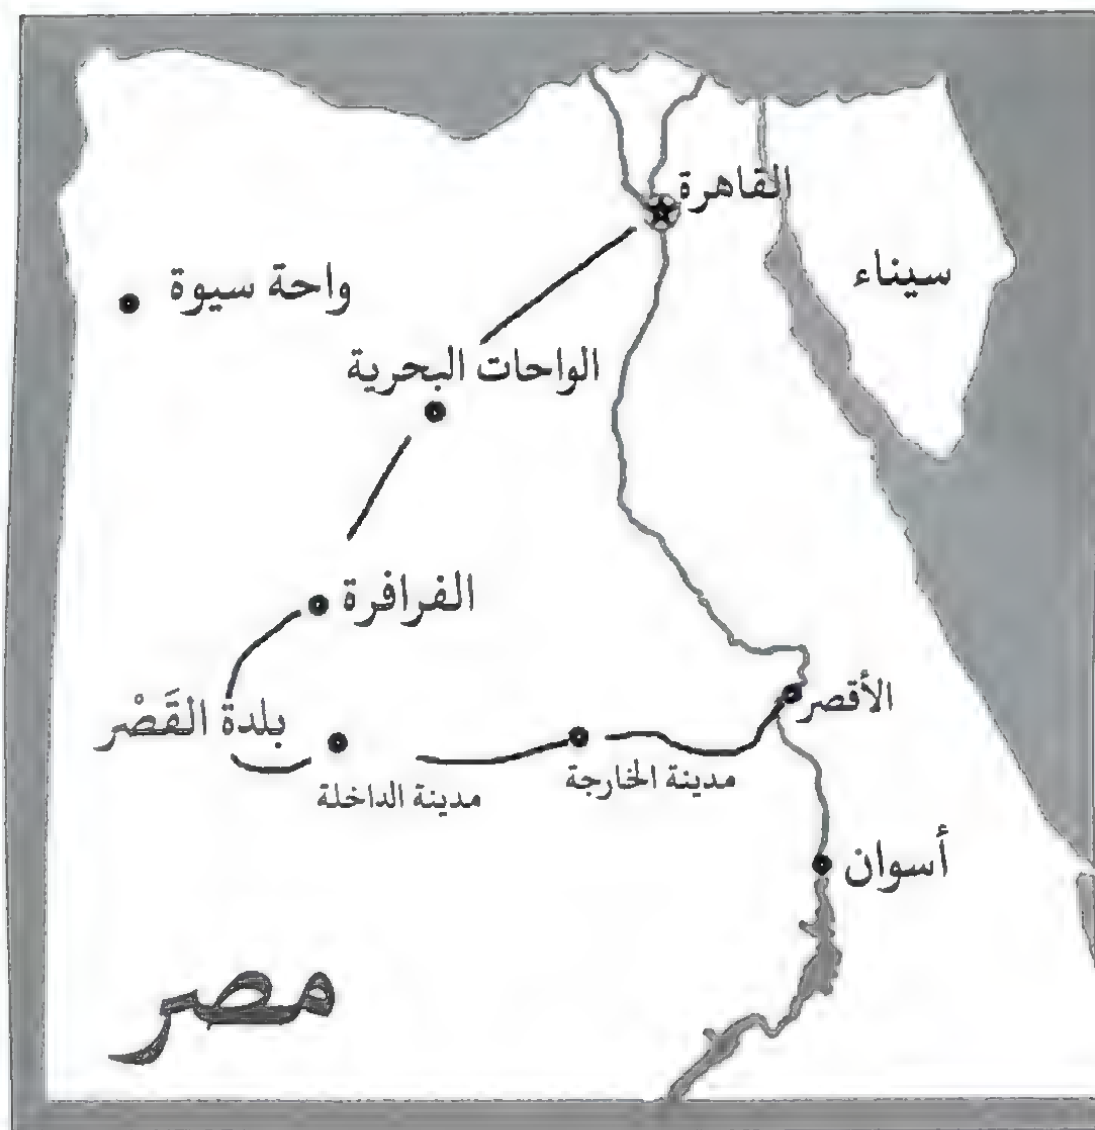 القاهرة
سيناء
واحة سيوة
الواحات البحرية
الفرافرة
الأقصر
بلدة القَصْر
مدينة الخارجة
مدينة الداخلة
أسوان
مصر